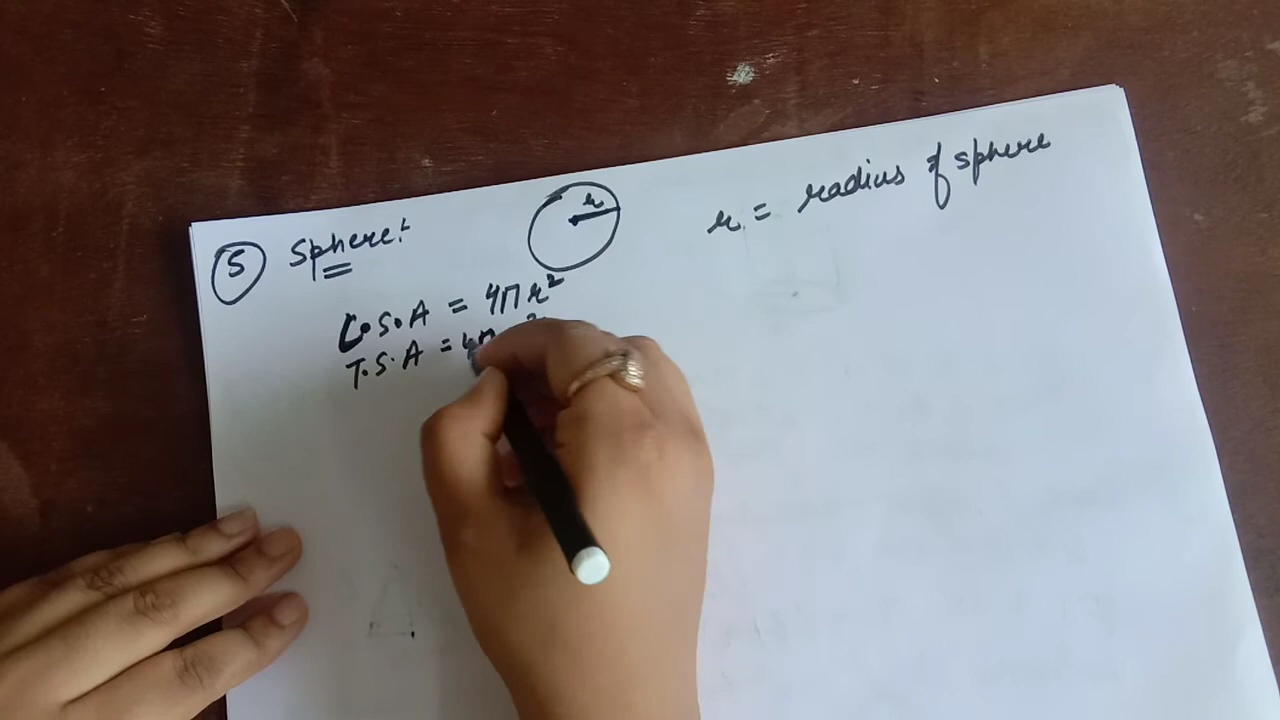 5 Sphere:
r
r = radius of sphere
C.S.A = 4πr²
T.S.A = 4π